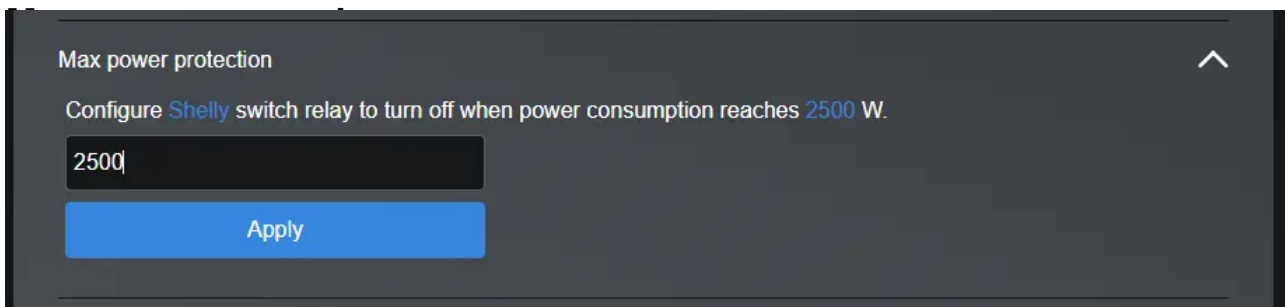 Max power protection
Configure Shelly switch relay to turn off when power consumption reaches 2500 W.
2500
Apply